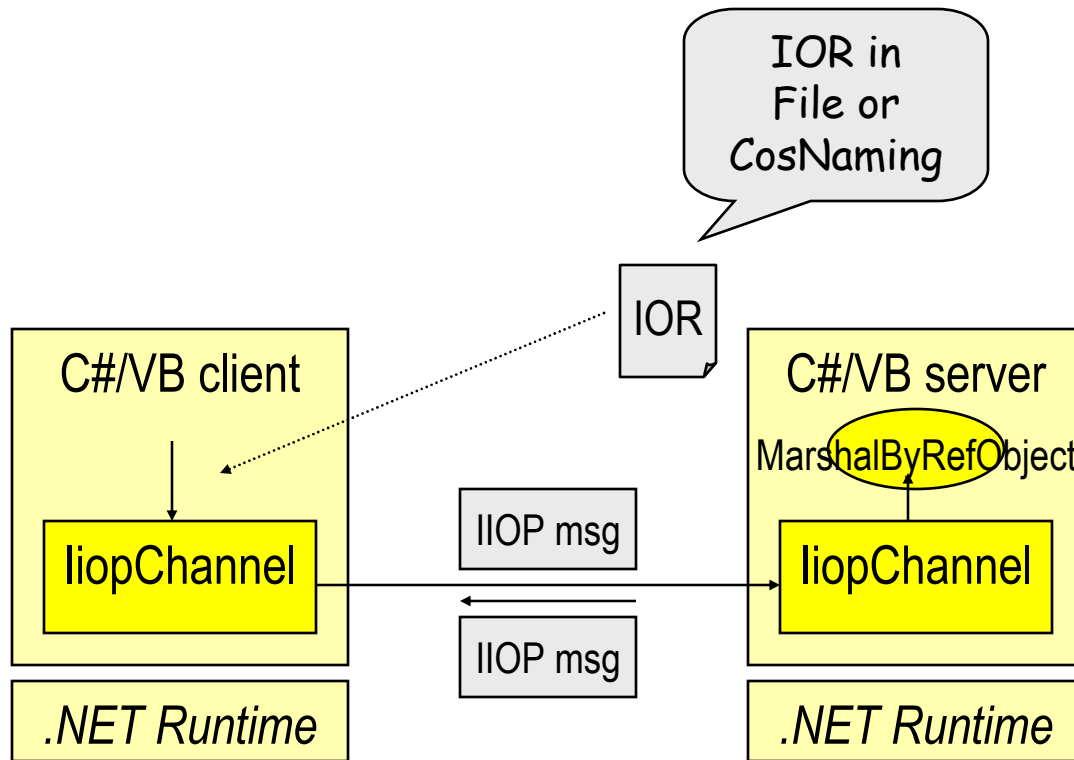 IOR in
File or
CosNaming
IOR
C#/VB client
C#/VB server
MarshalByRefObject
IIOP msg
IiopChannel
IiopChannel
IIOP msg
.NET Runtime
.NET Runtime